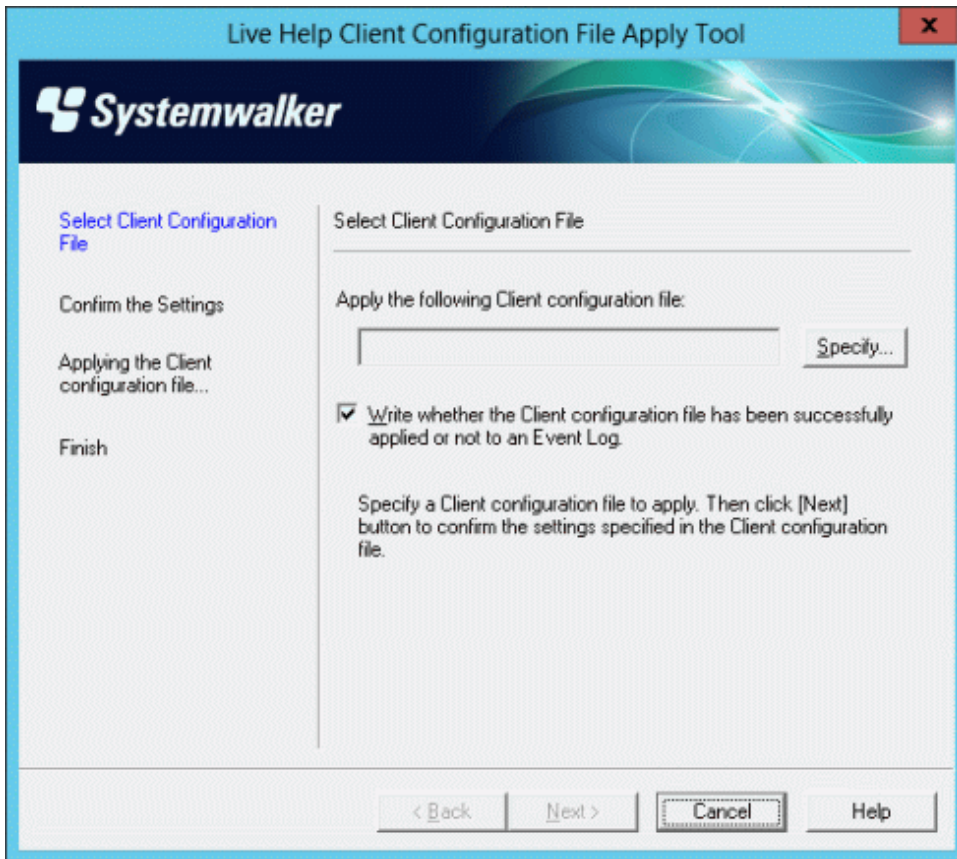 Live Help Client Configuration File Apply Tool
x
Systemwalker
Select Client Configuration
File
Confirm the Settings
Applying the Client
configuration file...
Finish
Select Client Configuration File
Apply the following Client configuration file:
Specify...
Write whether the Client configuration file has been successfully
applied or not to an Event Log.
Specify a Client configuration file to apply. Then click [Next]
button to confirm the settings specified in the Client configuration
file.
< Back
Next >
Cancel
Help